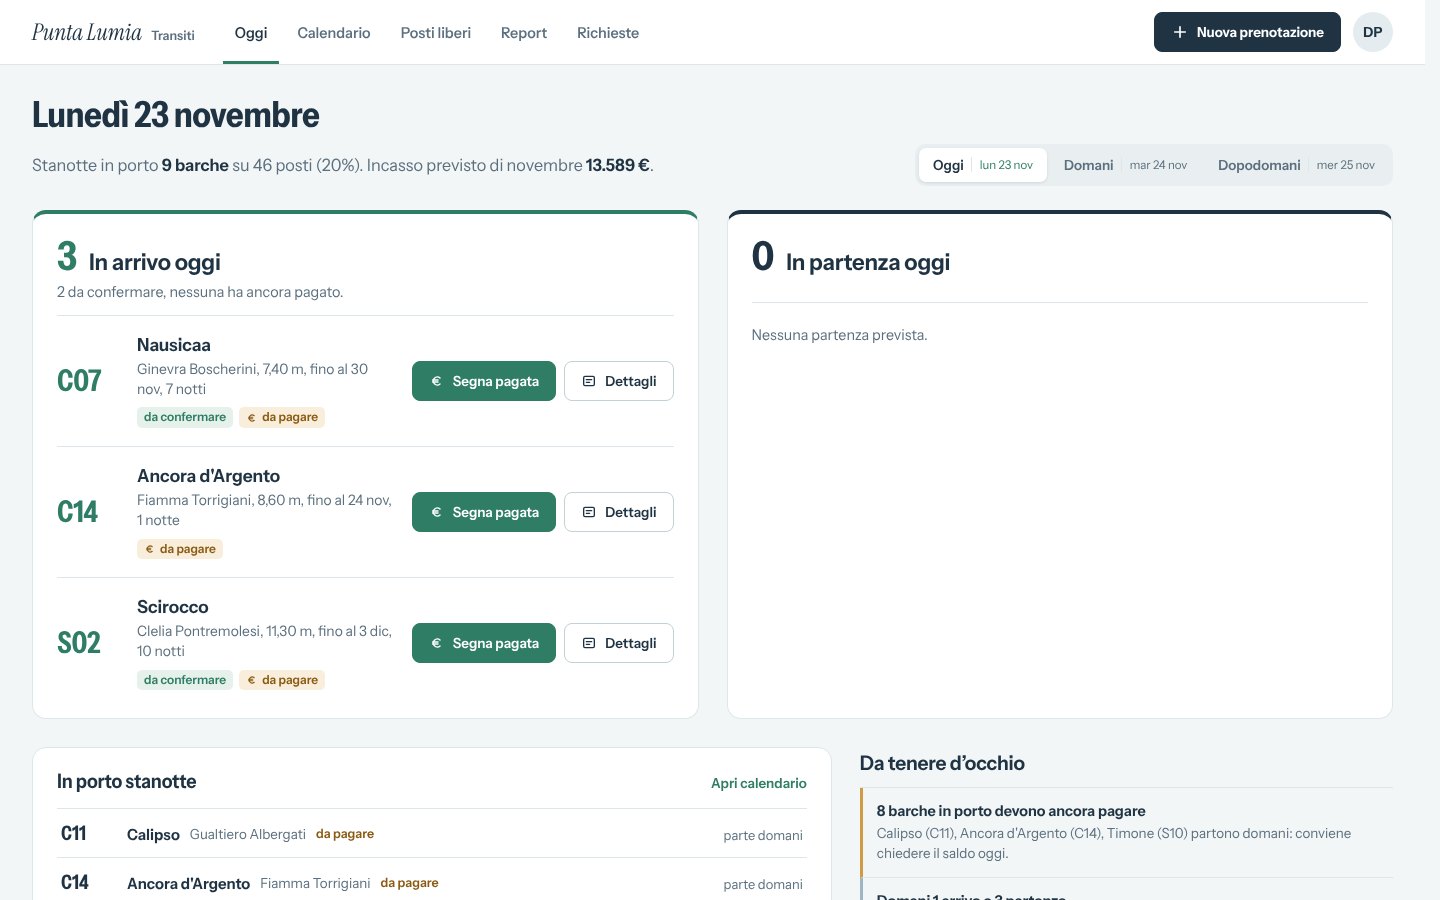 Punta Lumia Transiti
Oggi
Calendario
Posti liberi
Report
Richieste
Nuova prenotazione
DP
Lunedì 23 novembre
Stanotte in porto 9 barche su 46 posti (20%). Incasso previsto di novembre 13.589 €.
Oggi lun 23 nov
Domani mar 24 nov
Dopodomani mer 25 nov
3 In arrivo oggi
2 da confermare, nessuna ha ancora pagato.
C07
Nausicaa
Ginevra Boscherini, 7,40 m, fino al 30
nov, 7 notti
da confermare
€ da pagare
€ Segna pagata
Dettagli
C14
Ancora d'Argento
Fiamma Torrigiani, 8,60 m, fino al 24 nov,
1 notte
€ da pagare
€ Segna pagata
Dettagli
S02
Scirocco
Clelia Pontremolesi, 11,30 m, fino al 3 dic,
10 notti
da confermare
€ da pagare
€ Segna pagata
Dettagli
0 In partenza oggi
Nessuna partenza prevista.
In porto stanotte
Apri calendario
C11 Calipso Gualtiero Albergati da pagare parte domani
C14 Ancora d'Argento Fiamma Torrigiani da pagare parte domani
Da tenere d’occhio
8 barche in porto devono ancora pagare
Calipso (C11), Ancora d'Argento (C14), Timone (S10) partono domani: conviene
chiedere il saldo oggi.
Domani 1 arrivo e 3 partenze